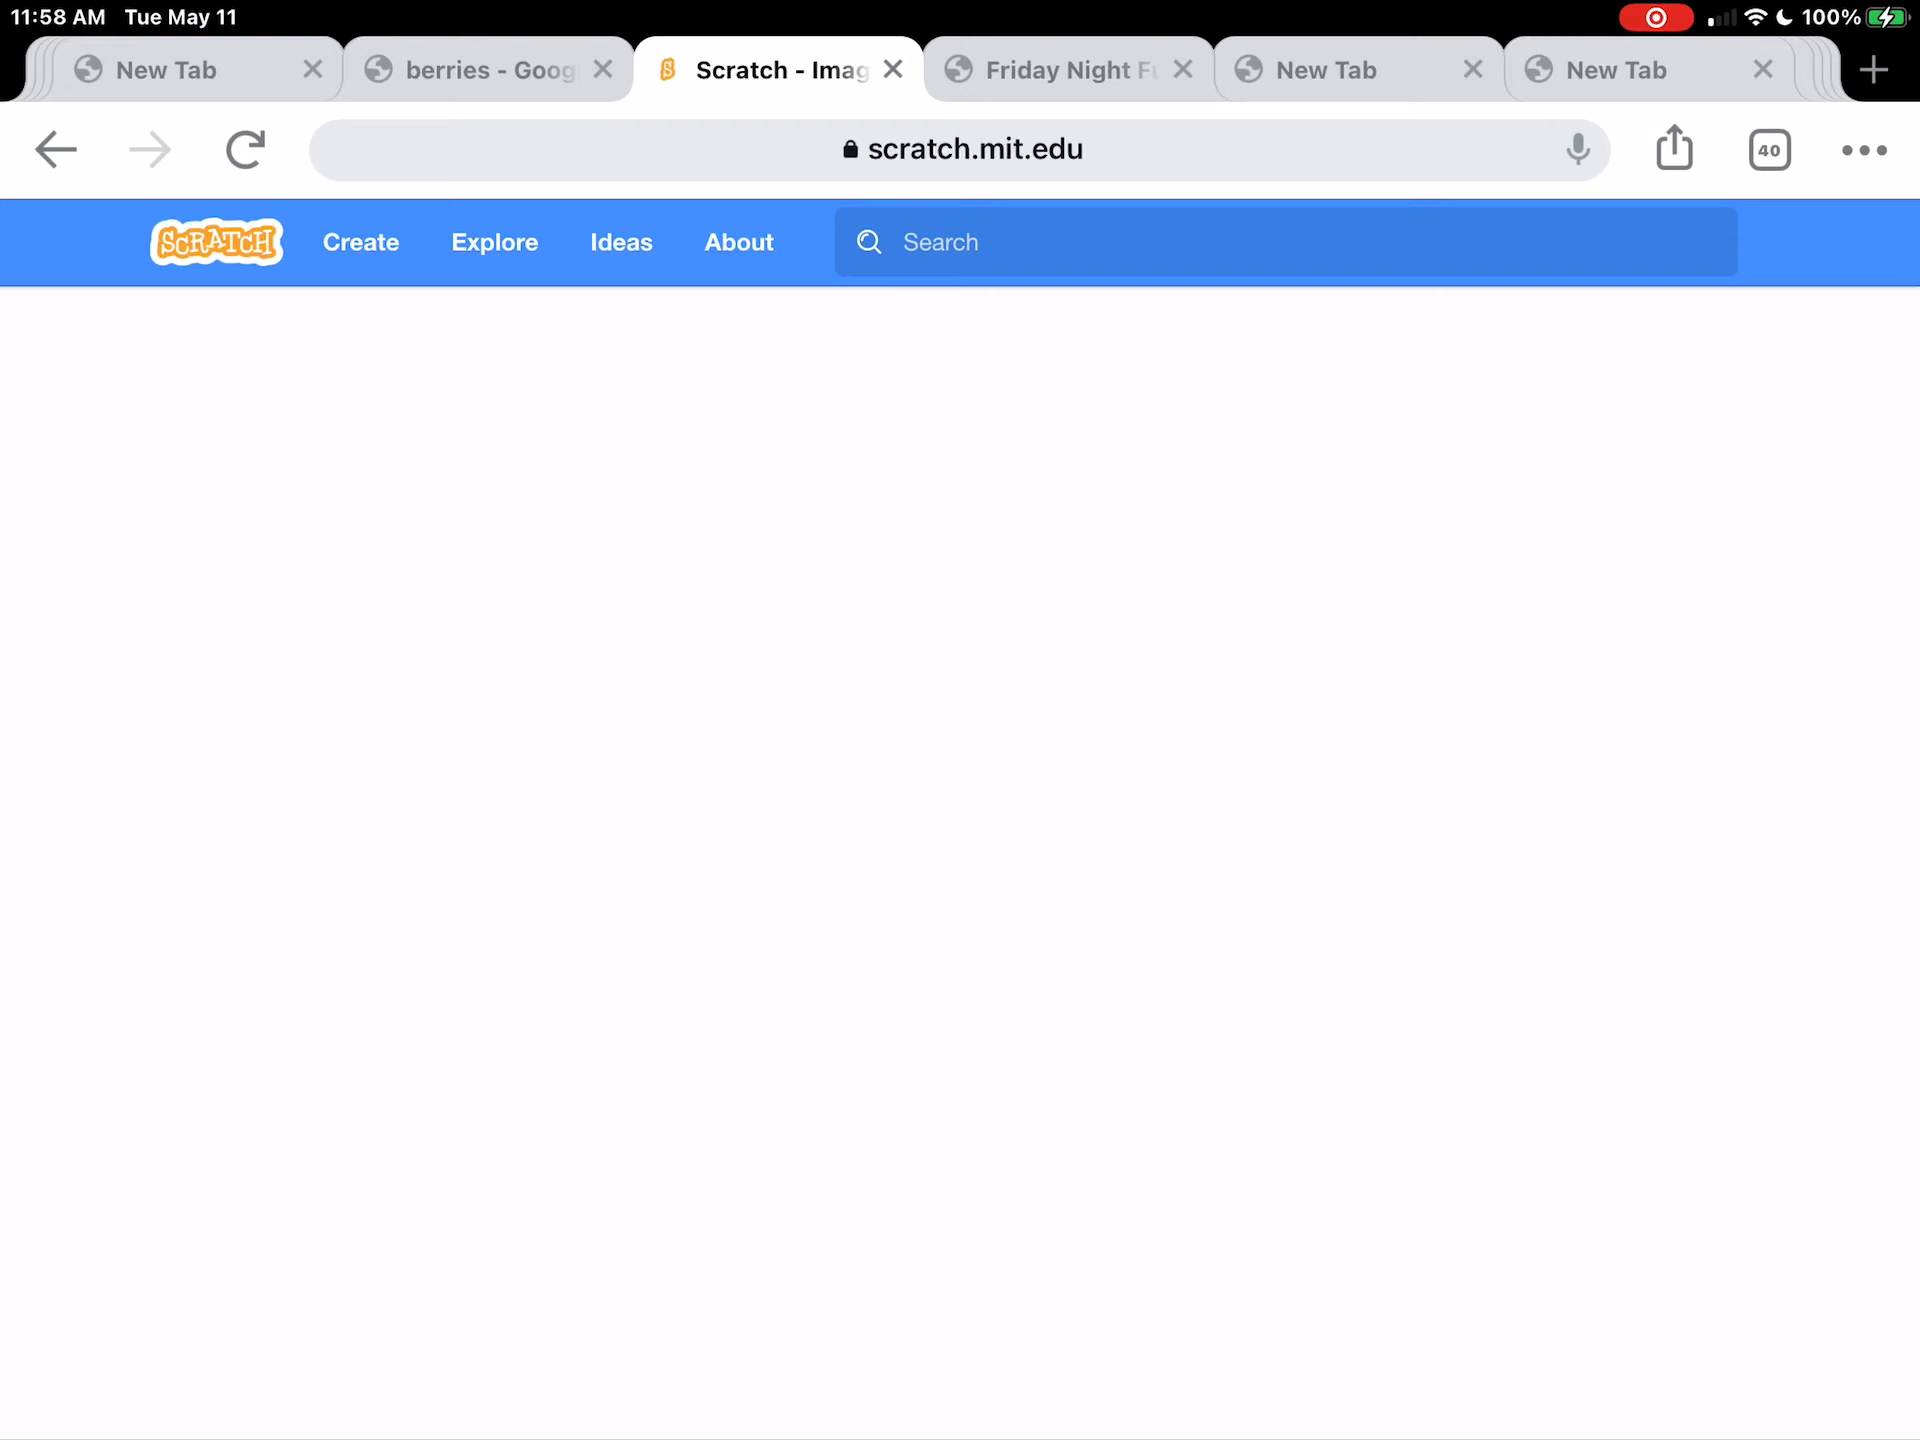 11:58 AM Tue May 11 100%
New Tab berries - Goog Scratch - Imag Friday Night Fu New Tab New Tab
scratch.mit.edu 40
SCRATCH Create Explore Ideas About Search